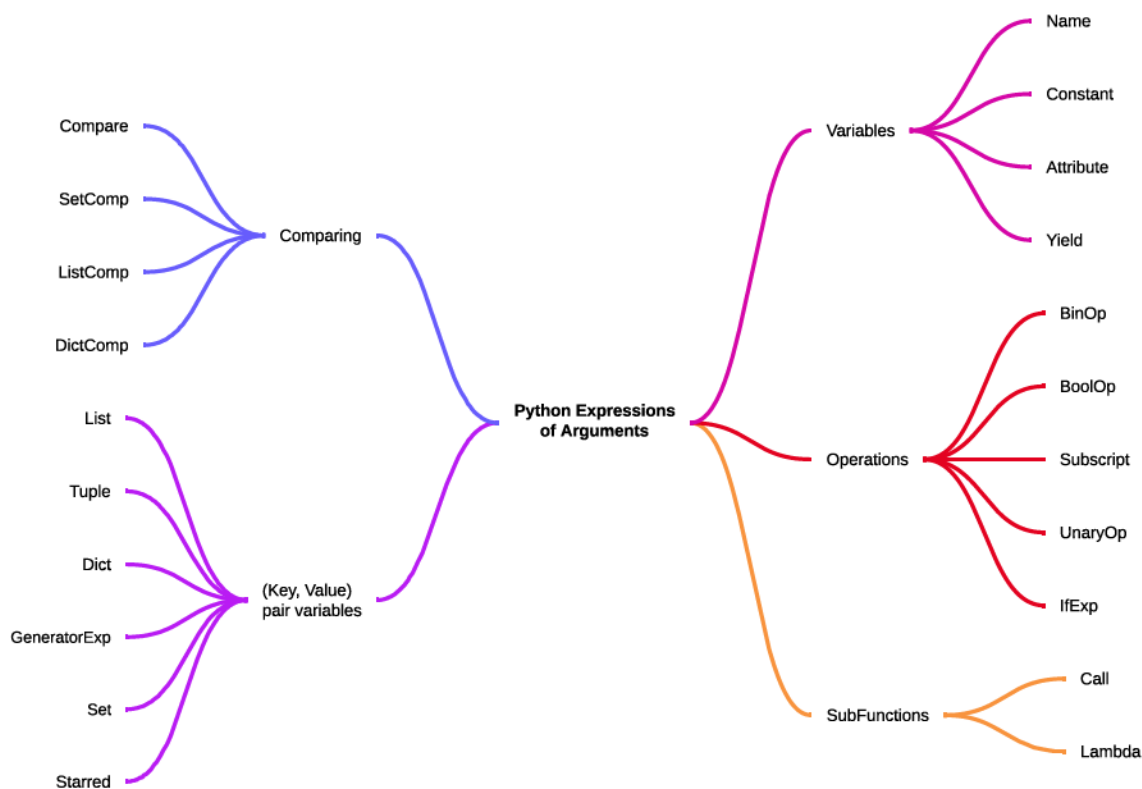 Python Expressions
of Arguments
Comparing
Compare
SetComp
ListComp
DictComp
(Key, Value)
pair variables
List
Tuple
Dict
GeneratorExp
Set
Starred
Variables
Name
Constant
Attribute
Yield
Operations
BinOp
BoolOp
Subscript
UnaryOp
IfExp
SubFunctions
Call
Lambda